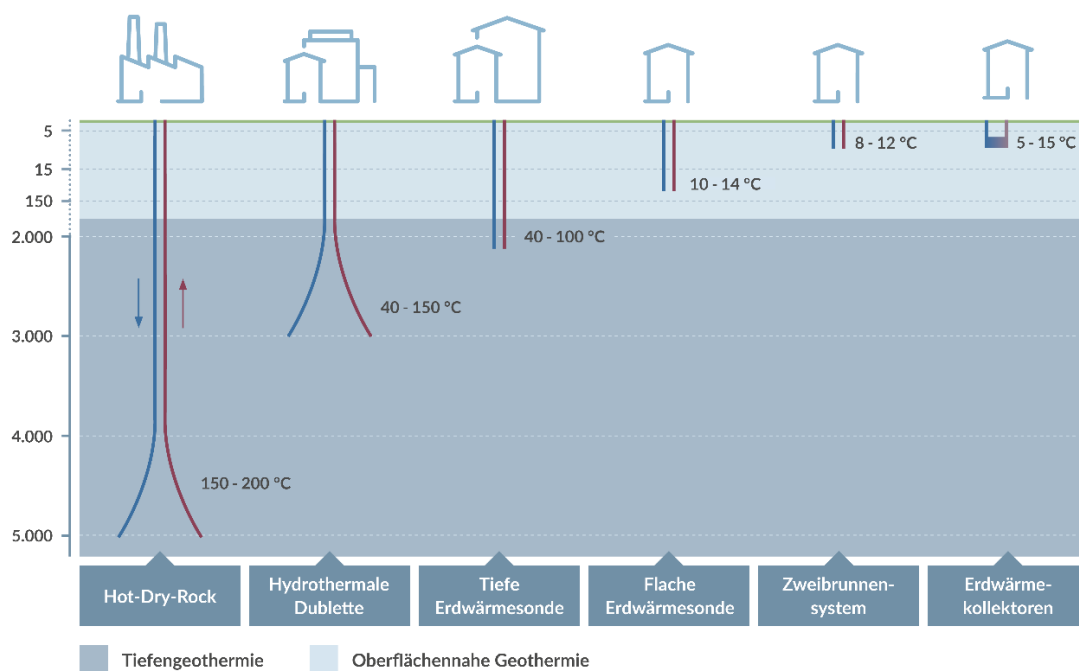 5
15
150
2.000
3.000
4.000
5.000
8 - 12 °C
5 - 15 °C
10 - 14 °C
40 - 100 °C
40 - 150 °C
150 - 200 °C
Hot-Dry-Rock
Hydrothermale
Dublette
Tiefe
Erdwärmesonde
Flache
Erdwärmesonde
Zweibrunnen-
system
Erdwärme-
kollektoren
Tiefengeothermie
Oberflächennahe Geothermie